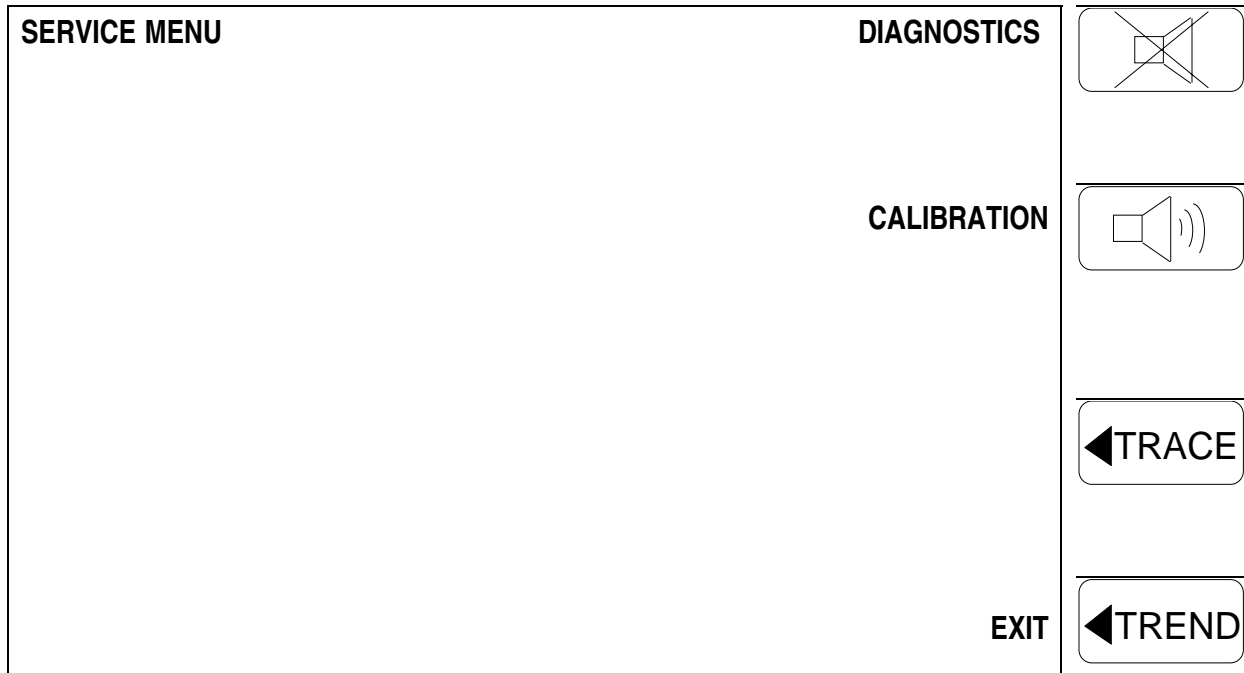 SERVICE MENU
DIAGNOSTICS
CALIBRATION
TRACE
EXIT
TREND